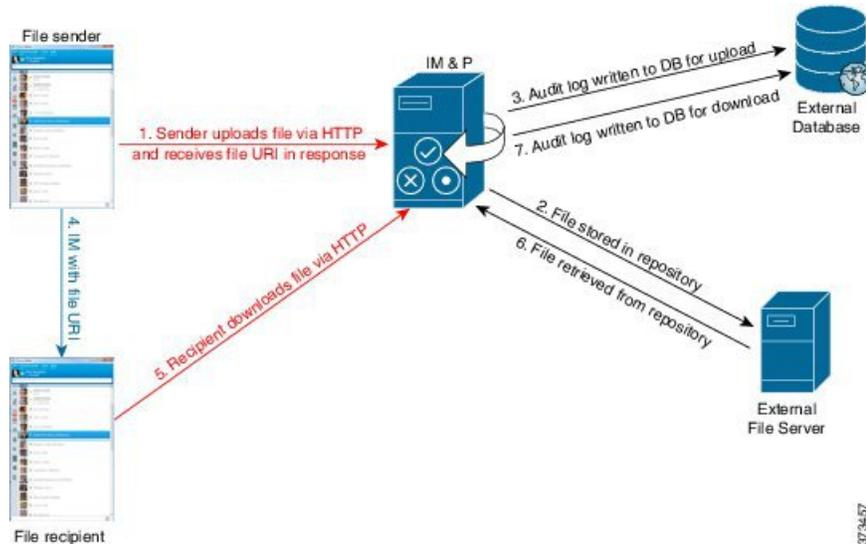 File sender
IM & P
1. Sender uploads file via HTTP
and receives file URI in response
3. Audit log written to DB for upload
7. Audit log written to DB for download
External
Database
4. IM with file URI
5. Recipient downloads file via HTTP
2. File stored in repository
6. File retrieved from repository
External
File Server
File recipient